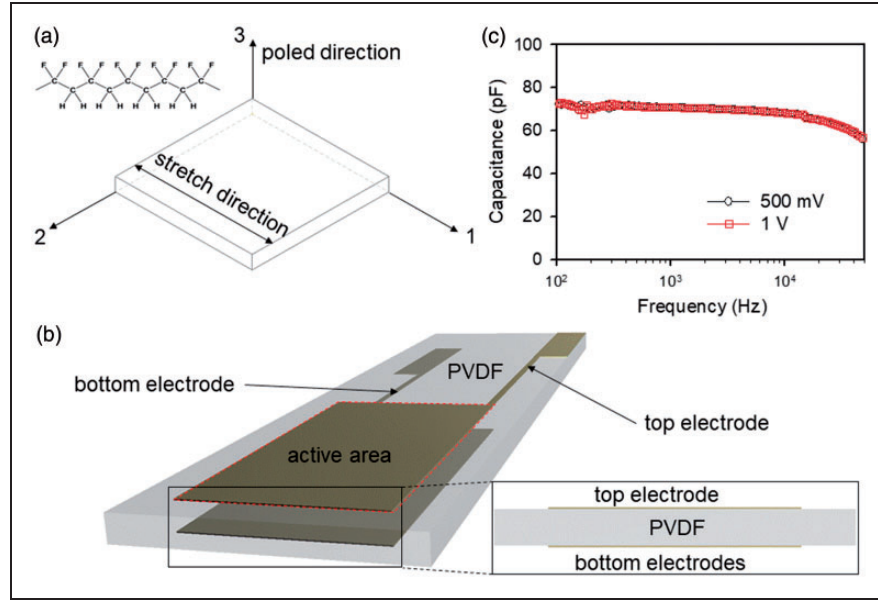 (a)
3
poled direction
F F F F F F F F
C C C C C C C C
H H H H H H H H
stretch direction
2
1
(c)
100
80
60
40
20
0
Capacitance (pF)
500 mV
1 V
10²
10³
10⁴
Frequency (Hz)
(b)
bottom electrode
PVDF
top electrode
active area
top electrode
PVDF
bottom electrodes